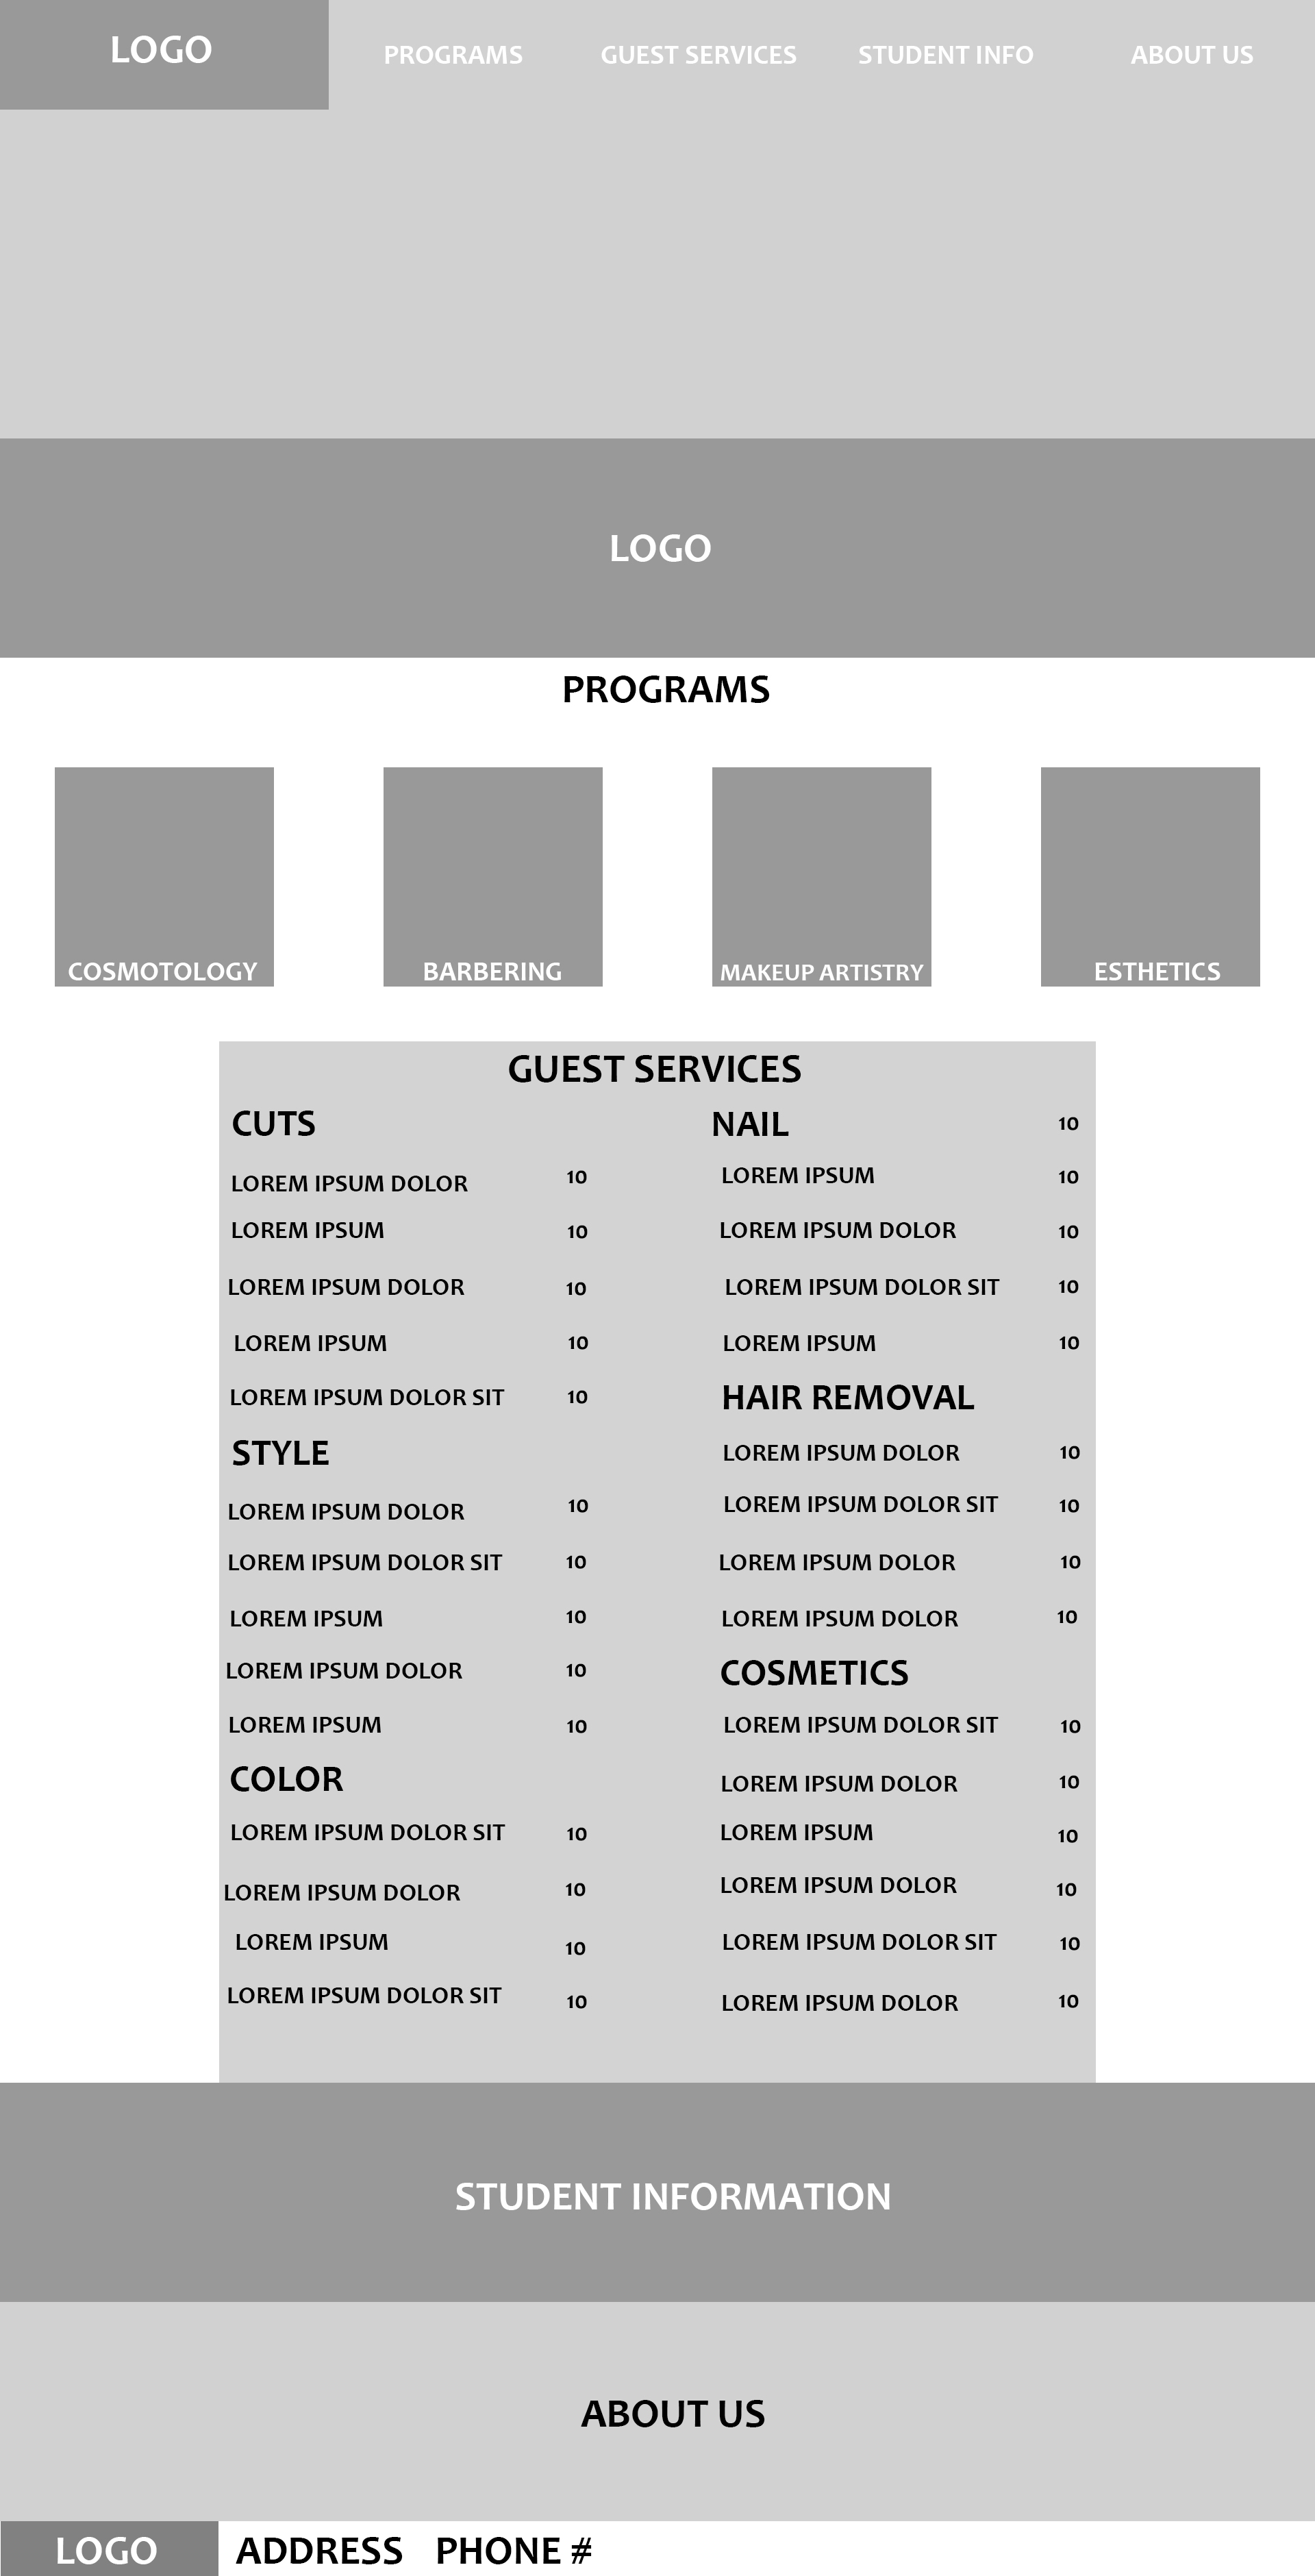 LOGO PROGRAMS GUEST SERVICES STUDENT INFO ABOUT US
LOGO
PROGRAMS
COSMOTOLOGY BARBERING MAKEUP ARTISTRY ESTHETICS
GUEST SERVICES
CUTS
LOREM IPSUM DOLOR 10
LOREM IPSUM 10
LOREM IPSUM DOLOR 10
LOREM IPSUM 10
LOREM IPSUM DOLOR SIT 10
STYLE
LOREM IPSUM DOLOR 10
LOREM IPSUM DOLOR SIT 10
LOREM IPSUM 10
LOREM IPSUM DOLOR 10
LOREM IPSUM 10
COLOR
LOREM IPSUM DOLOR SIT 10
LOREM IPSUM DOLOR 10
LOREM IPSUM 10
LOREM IPSUM DOLOR SIT 10
NAIL 10
LOREM IPSUM 10
LOREM IPSUM DOLOR 10
LOREM IPSUM DOLOR SIT 10
LOREM IPSUM 10
HAIR REMOVAL
LOREM IPSUM DOLOR 10
LOREM IPSUM DOLOR SIT 10
LOREM IPSUM DOLOR 10
LOREM IPSUM DOLOR 10
COSMETICS
LOREM IPSUM DOLOR SIT 10
LOREM IPSUM DOLOR 10
LOREM IPSUM 10
LOREM IPSUM DOLOR 10
LOREM IPSUM DOLOR SIT 10
LOREM IPSUM DOLOR 10
STUDENT INFORMATION
ABOUT US
LOGO ADDRESS PHONE #